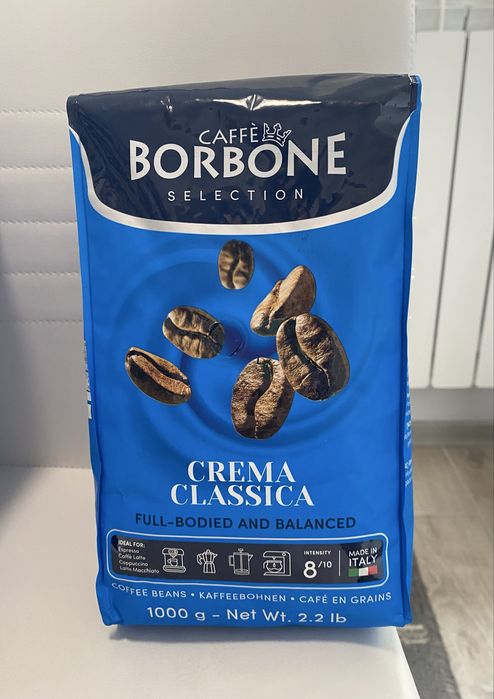 CAFFÈ
BORBONE
SELECTION
CREMA
CLASSICA
FULL-BODIED AND BALANCED
IDEAL FOR:
Espresso
Caffè Latte
Cappuccino
Latte Macchiato
INTENSITY
8/10
MADE IN
ITALY
COFFEE BEANS • KAFFEEBOHNEN • CAFÉ EN GRAINS
1000 g – Net Wt. 2.2 lb